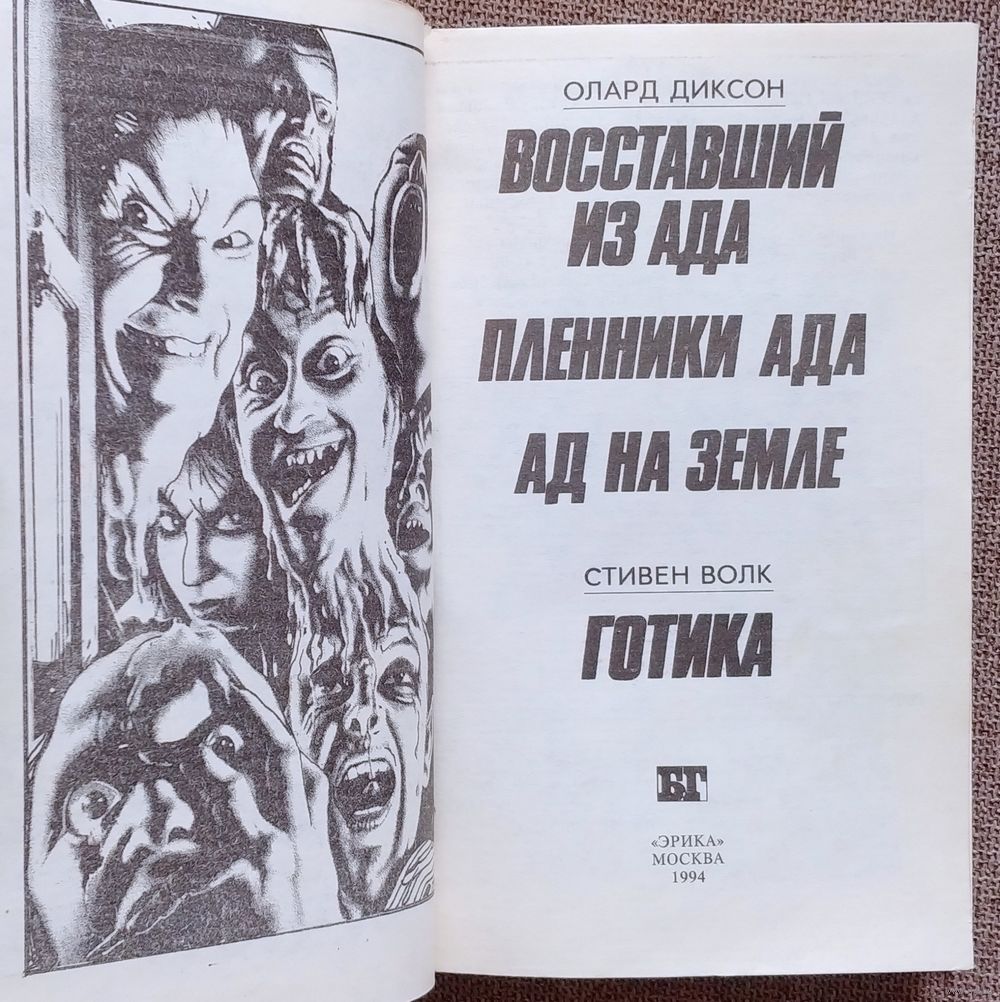 ОЛАРД ДИКСОН
ВОССТАВШИЙ
ИЗ АДА
ПЛЕННИКИ АДА
АД НА ЗЕМЛЕ
СТИВЕН ВОЛК
ГОТИКА
БГ
«ЭРИКА»
МОСКВА
1994